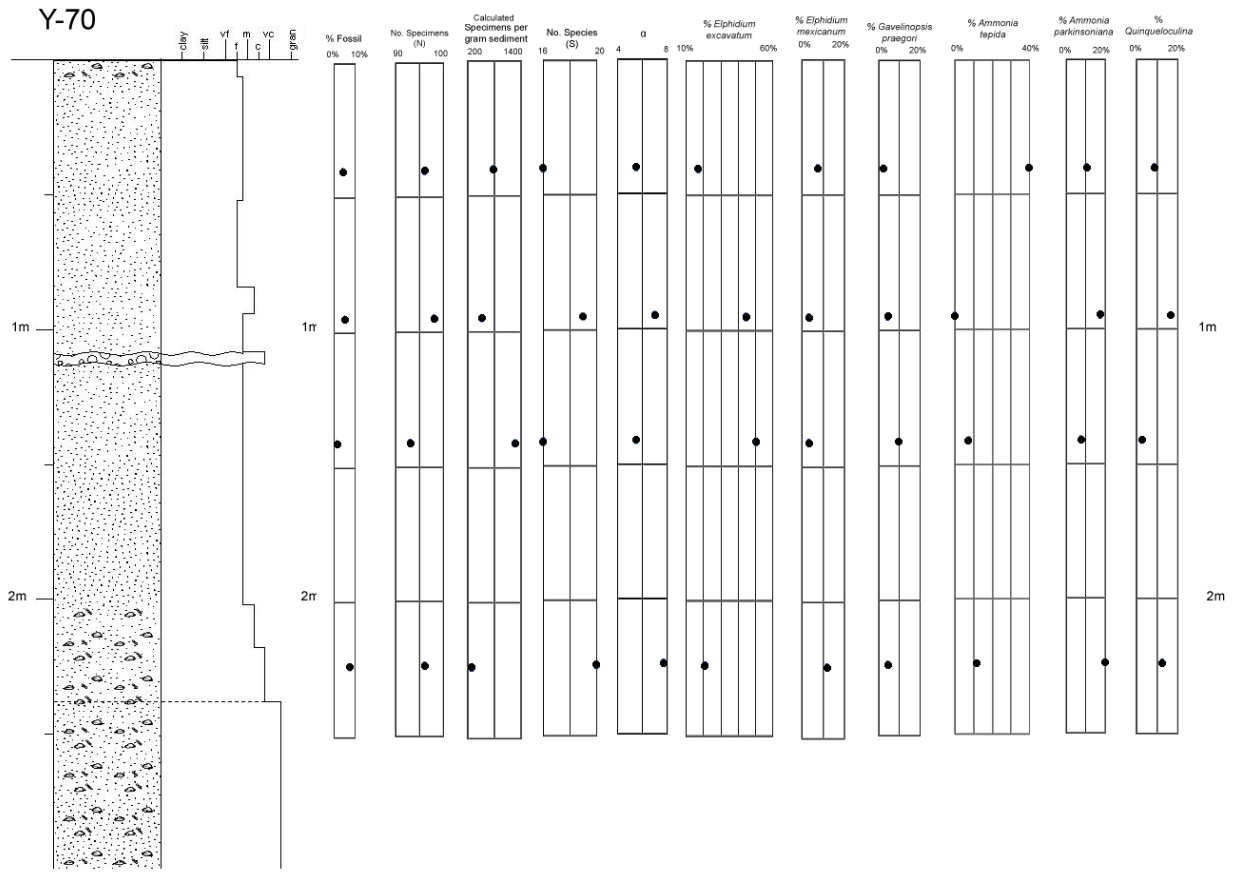 Y-70
clay
silt
vf
f
m
c
vc
gran
% Fossil
0% 10%
No. Specimens
(N)
90 100
Calculated
Specimens per
gram sediment
200 1400
No. Species
(S)
16 20
α
4 8
% Elphidium
excavatum
10% 60%
% Elphidium
mexicanum
0% 20%
% Gavelinopsis
praegori
0% 20%
% Ammonia
tepida
0% 40%
% Ammonia
parkinsoniana
0% 20%
%
Quinqueloculina
0% 20%
1m
1m
1m
2m
2m
2m